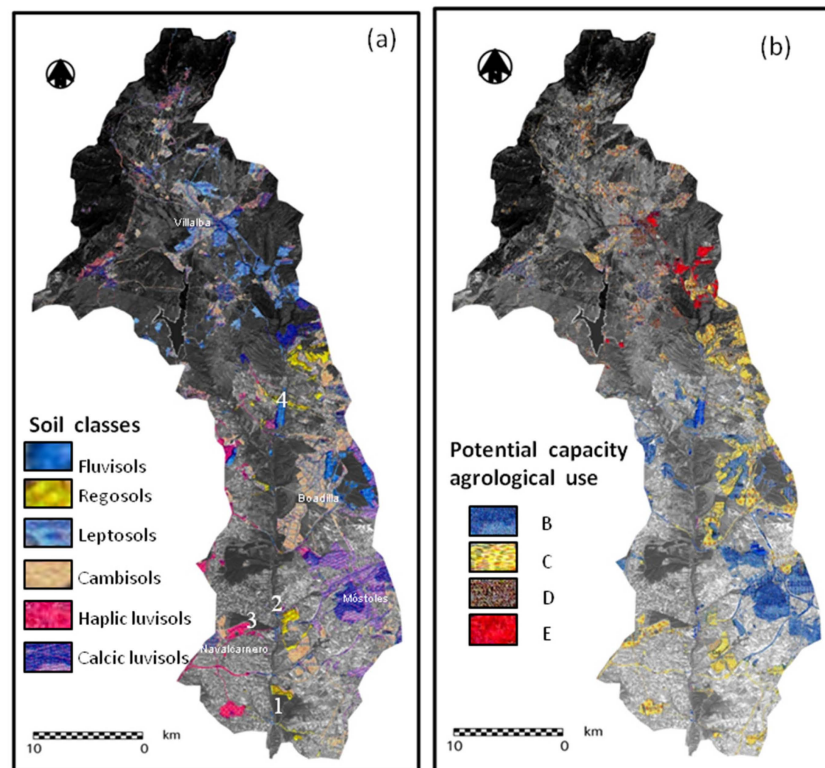 (a)
Villalba
4
Soil classes
Fluvisols
Regosols
Leptosols
Cambisols
Haplic luvisols
Calcic luvisols
Boadilla
Móstoles
2
3
Navalcarnero
1
10 0 km
(b)
Potential capacity
agrological use
B
C
D
E
10 0 km